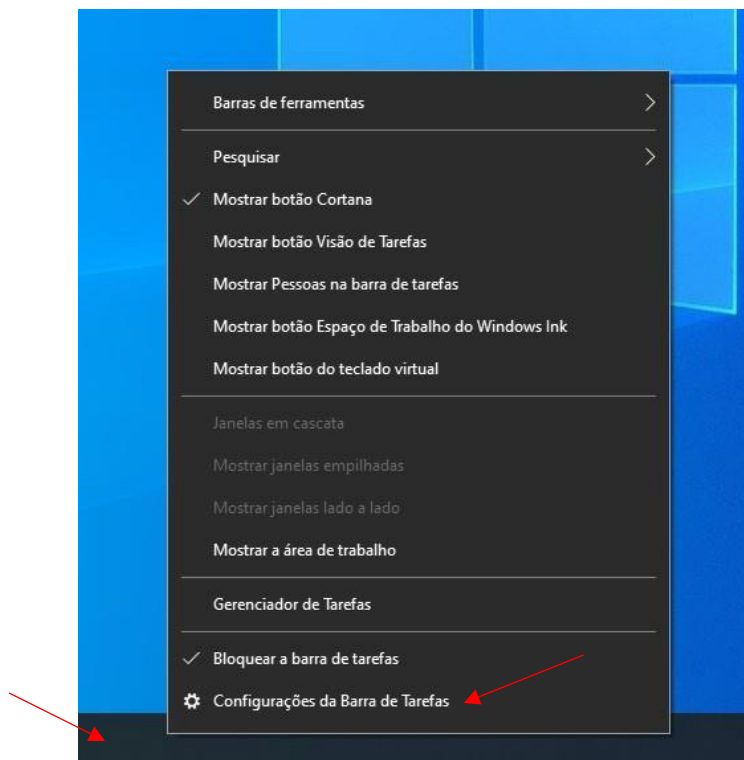 Barras de ferramentas
Pesquisar
Mostrar botão Cortana
Mostrar botão Visão de Tarefas
Mostrar Pessoas na barra de tarefas
Mostrar botão Espaço de Trabalho do Windows Ink
Mostrar botão do teclado virtual
Janelas em cascata
Mostrar janelas empilhadas
Mostrar janelas lado a lado
Mostrar a área de trabalho
Gerenciador de Tarefas
Bloquear a barra de tarefas
Configurações da Barra de Tarefas